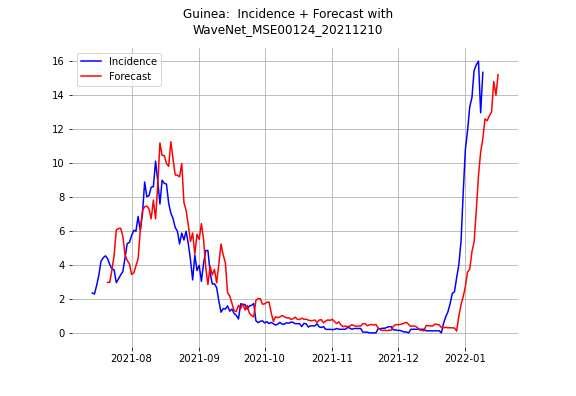 Guinea:  Incidence + Forecast with
WaveNet_MSE00124_20211210
Incidence
Forecast
16
14
12
10
8
6
4
2
0
2021-08 2021-09 2021-10 2021-11 2021-12 2022-01